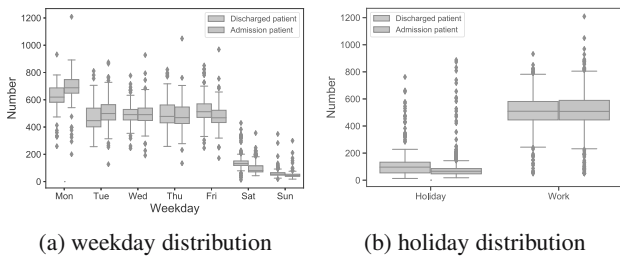 Discharged patient
Admission patient
1200
1000
800
600
400
200
0
Number
Mon Tue Wed Thu Fri Sat Sun
Weekday
(a) weekday distribution
Discharged patient
Admission patient
1200
1000
800
600
400
200
0
Number
Holiday Work
(b) holiday distribution